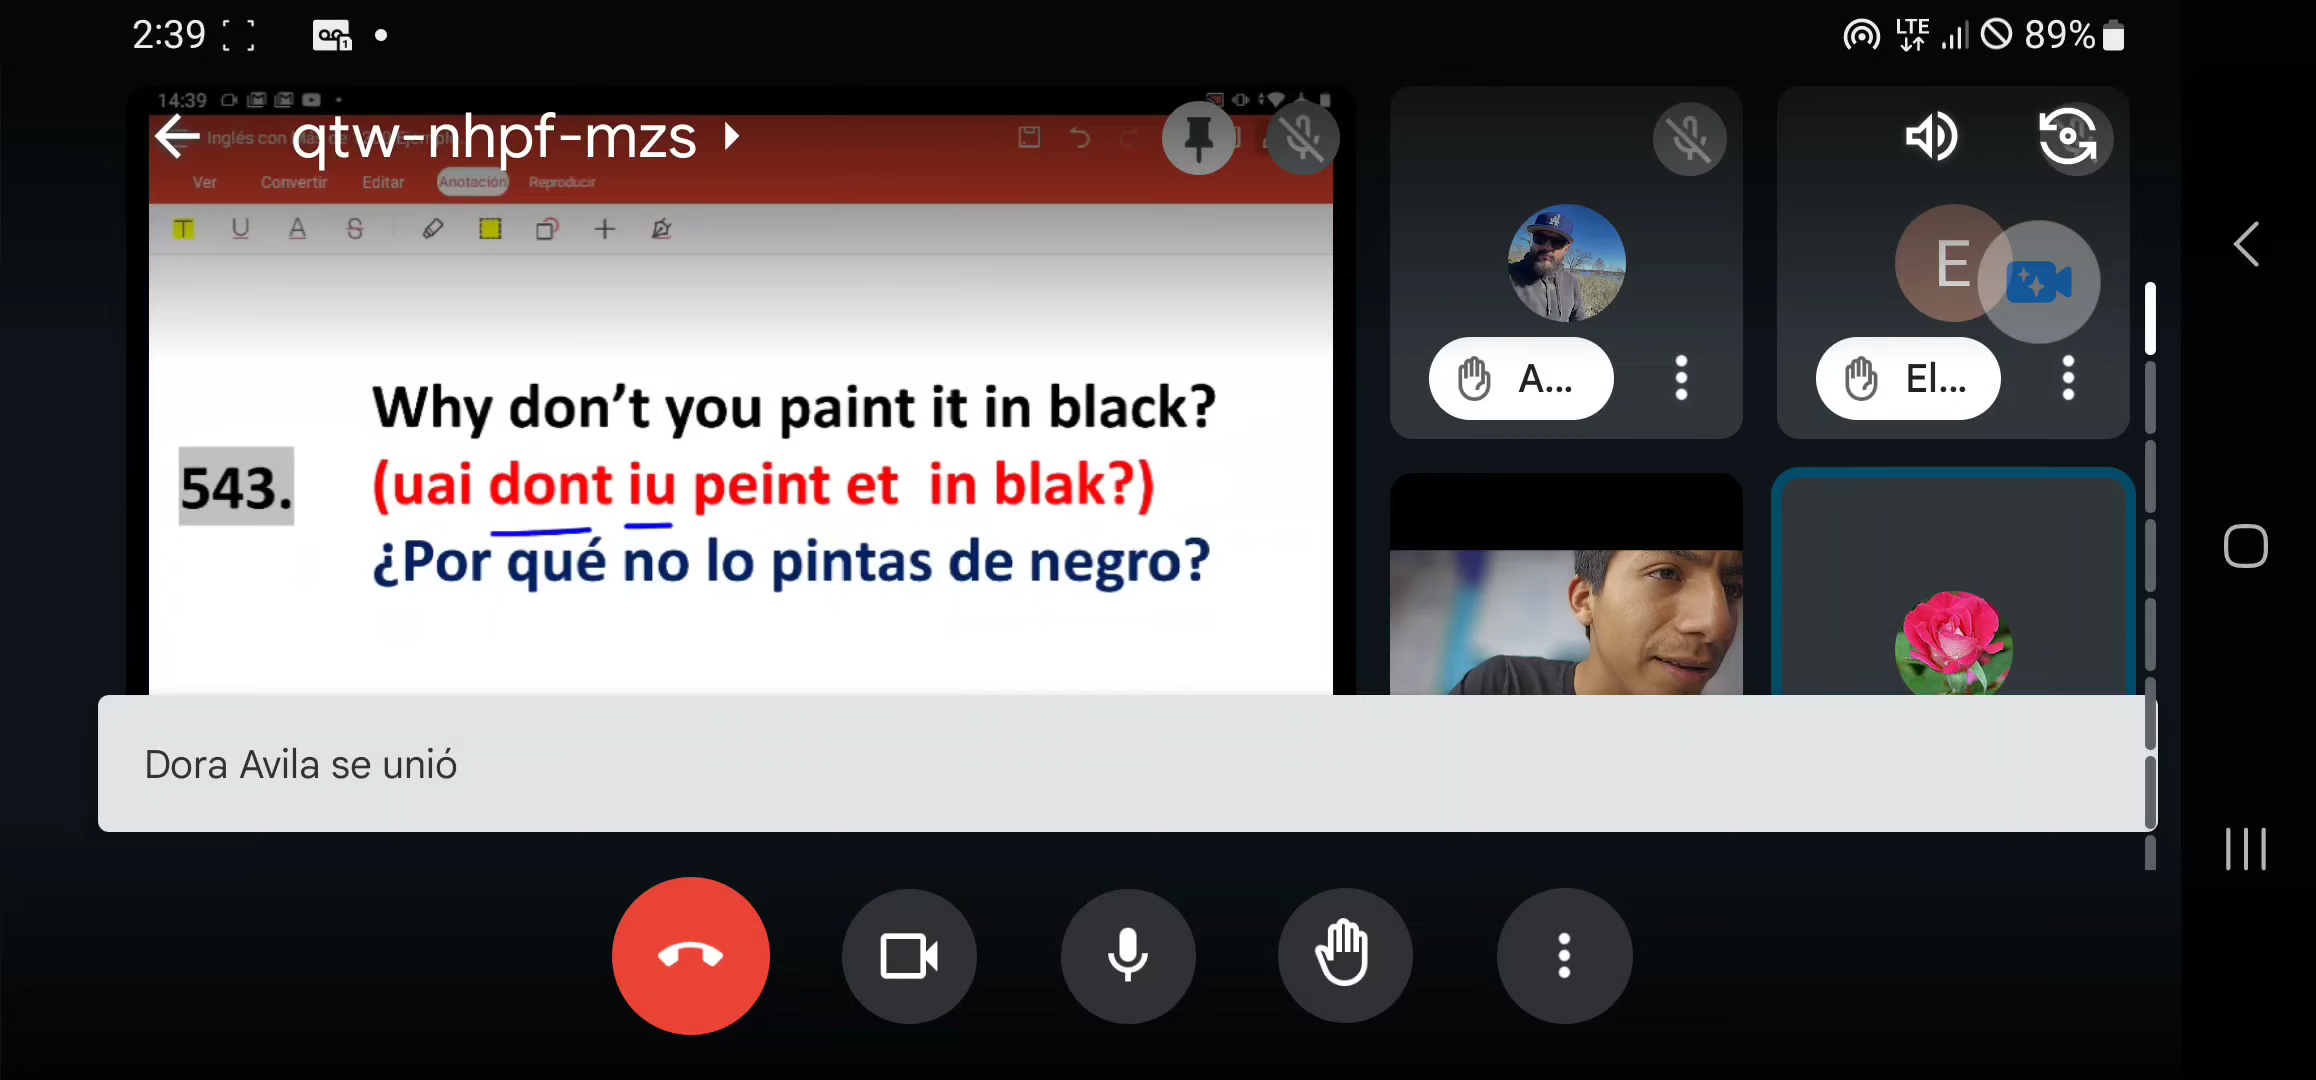 2:39
LTE
89%
14:39
Inglés con
qtw-nhpf-mzs
Ver Convertir Editar Anotación Reproducir
T U A S
Why don't you paint it in black?
543.
(uai dont iu peint et in blak?)
¿Por qué no lo pintas de negro?
A...
E
El...
Dora Avila se unió